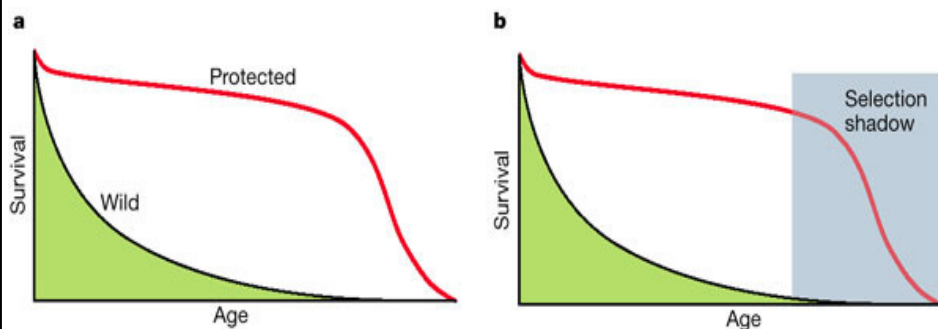 a
Protected
Wild
Survival
Age
b
Selection
shadow
Survival
Age